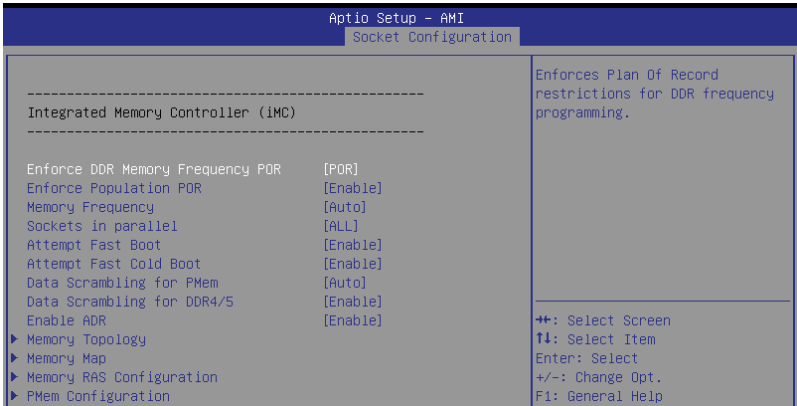 Aptio Setup – AMI
Socket Configuration
------------------------------------------------
Integrated Memory Controller (iMC)
------------------------------------------------
Enforce DDR Memory Frequency POR [POR]
Enforce Population POR [Enable]
Memory Frequency [Auto]
Sockets in parallel [ALL]
Attempt Fast Boot [Enable]
Attempt Fast Cold Boot [Enable]
Data Scrambling for PMem [Auto]
Data Scrambling for DDR4/5 [Enable]
Enable ADR [Enable]
▶ Memory Topology
▶ Memory Map
▶ Memory RAS Configuration
▶ PMem Configuration
Enforces Plan Of Record
restrictions for DDR frequency
programming.
→←: Select Screen
↑↓: Select Item
Enter: Select
+/-: Change Opt.
F1: General Help